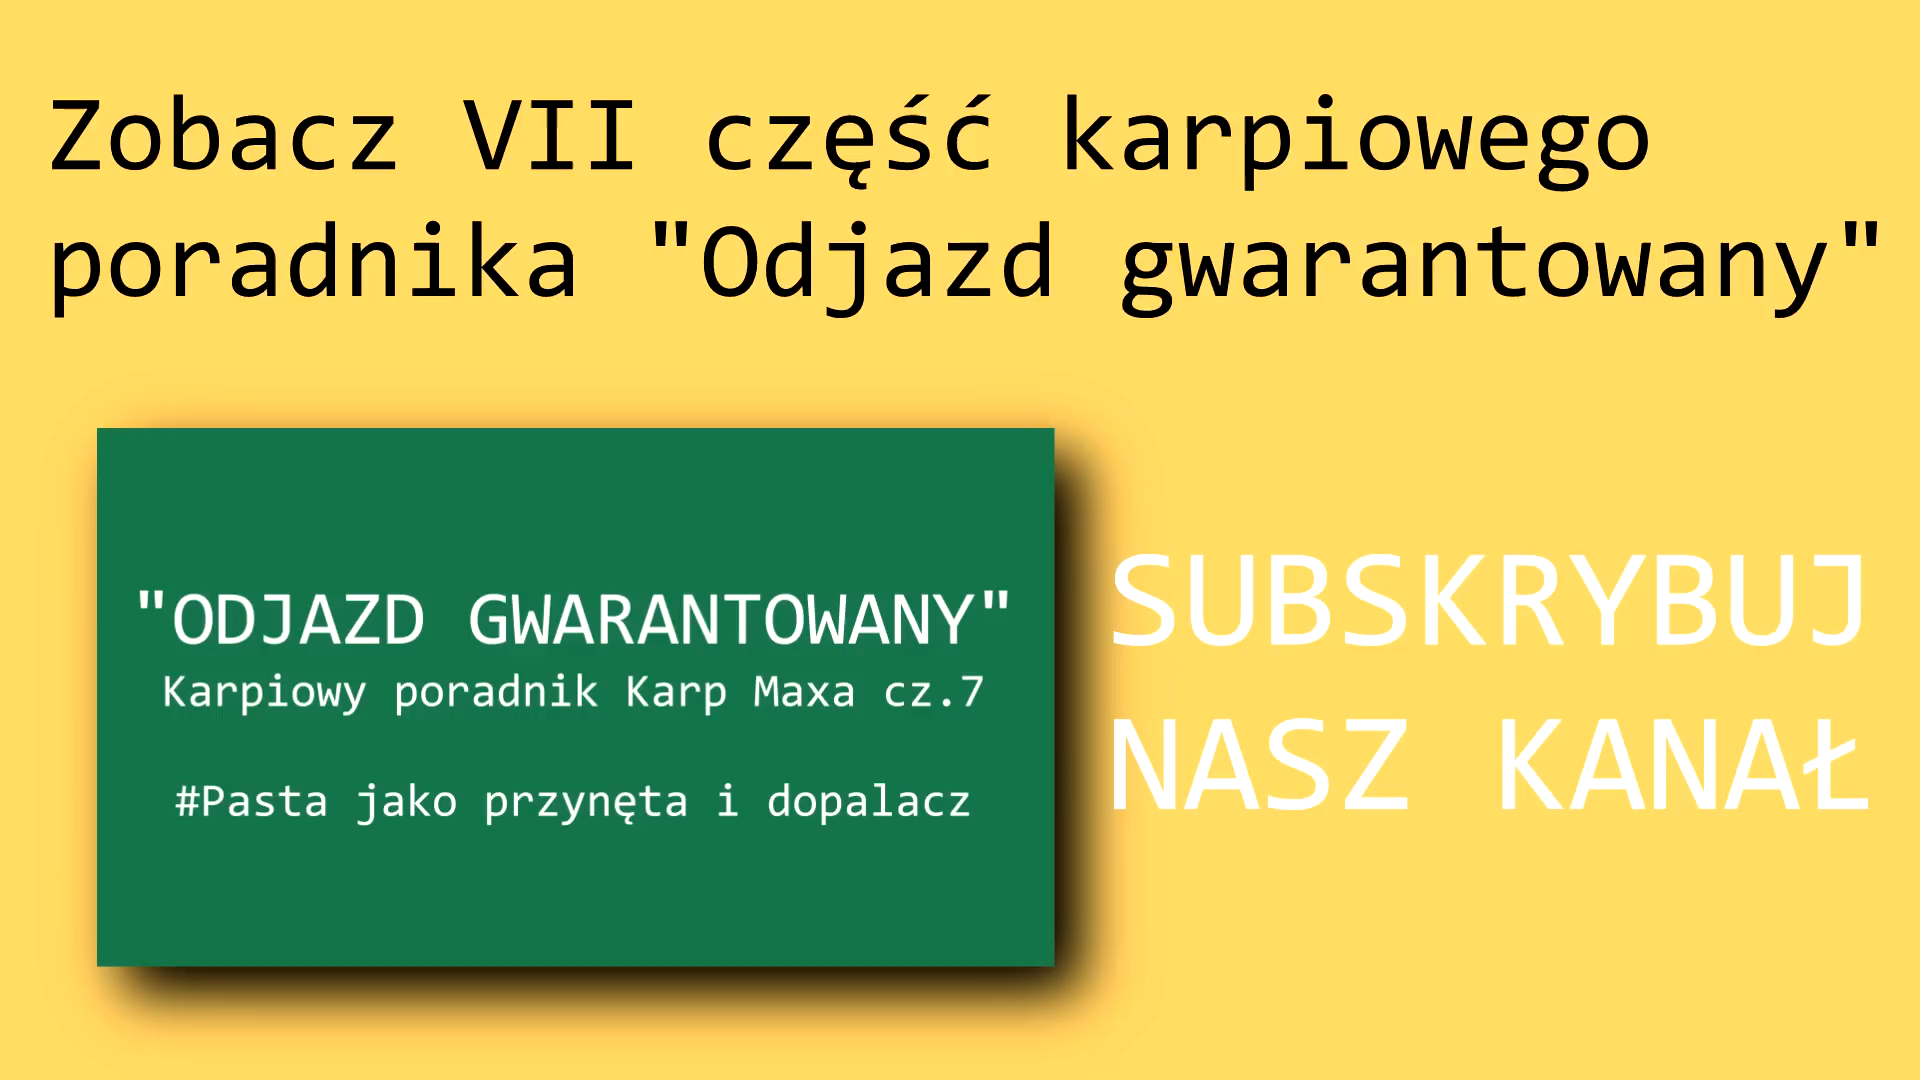 Zobacz VII część karpiowego
poradnika "Odjazd gwarantowany"
"ODJAZD GWARANTOWANY"
Karpiowy poradnik Karp Maxa cz.7
#Pasta jako przynęta i dopalacz
SUBSKRYBUJ
NASZ KANAŁ